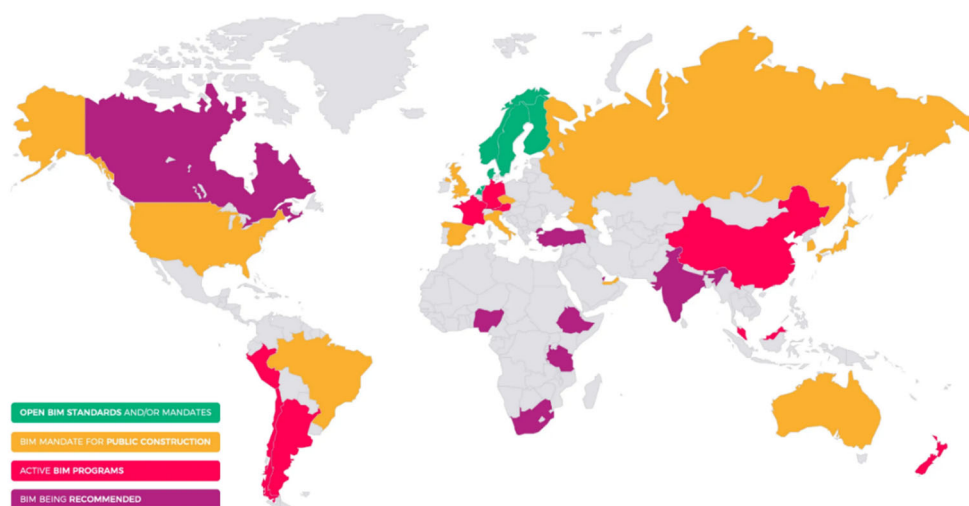 OPEN BIM STANDARDS AND/OR MANDATES
BIM MANDATE FOR PUBLIC CONSTRUCTION
ACTIVE BIM PROGRAMS
BIM BEING RECOMMENDED